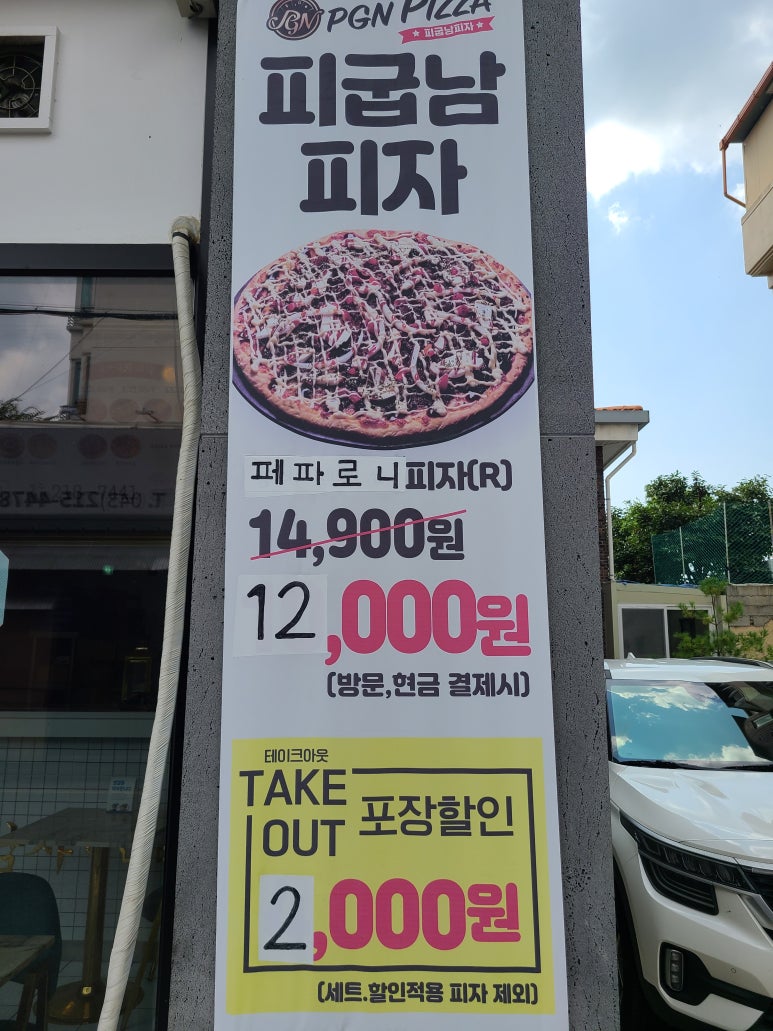 PGN
PGN PIZZA
★ 피굽남피자 ★
피굽남
피자
페파로니피자(R)
14,900원
12,000원
(방문,현금 결제시)
테이크아웃
TAKE
OUT
포장할인
2,000원
(세트.할인적용 피자 제외)